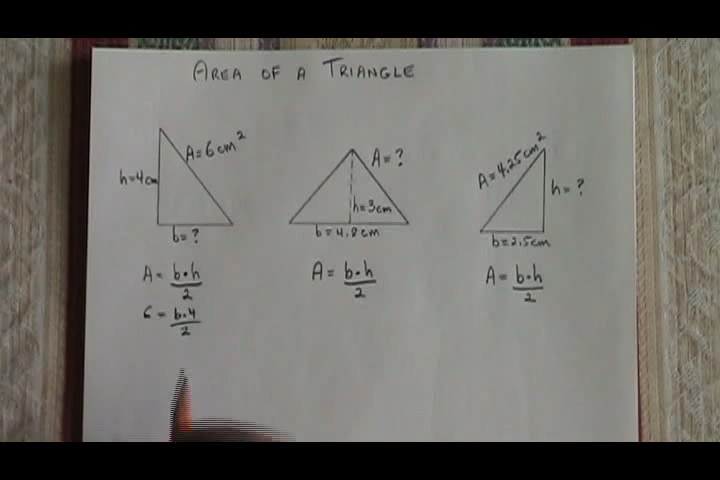 AREA OF A TRIANGLE
h=4cm
A=6cm²
b=?
A = b•h/2
6 = b•4/2
A=?
h=3cm
b=4.8cm
A = b•h/2
A=4.25cm²
h=?
b=2.5cm
A = b•h/2